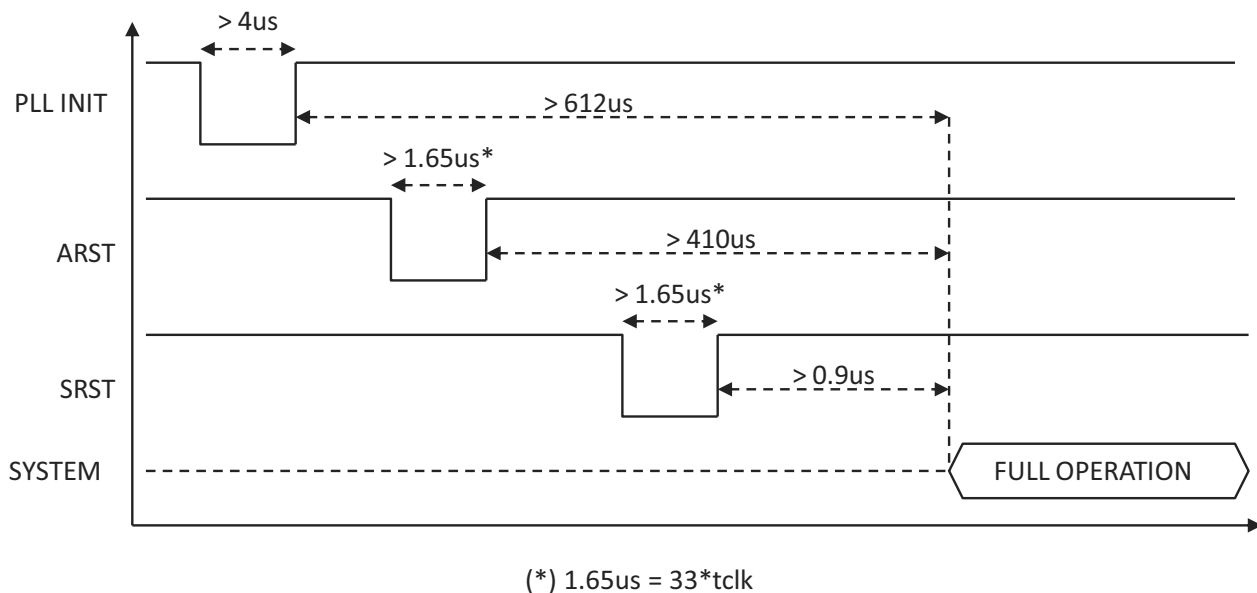 > 4us
PLL INIT
> 612us
> 1.65us*
ARST
> 410us
> 1.65us*
SRST
> 0.9us
SYSTEM
FULL OPERATION
(*) 1.65us = 33*tclk